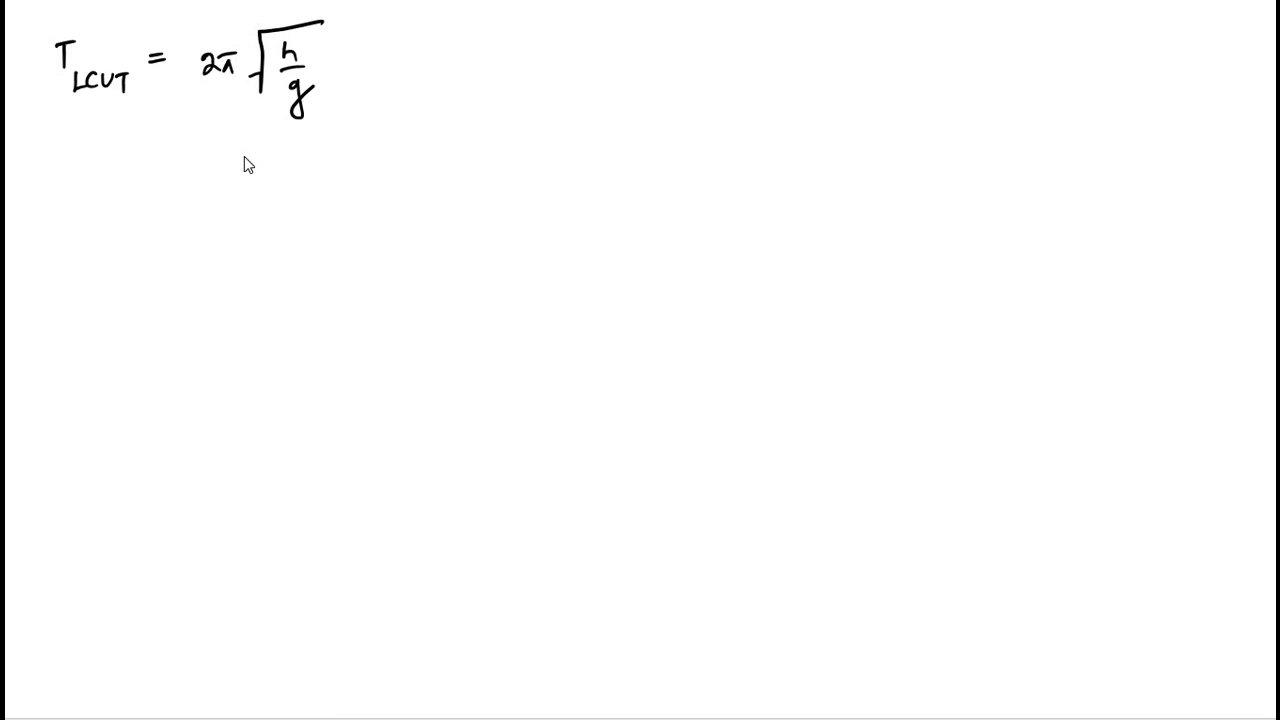 T_LCUT = 2π √(h/g)